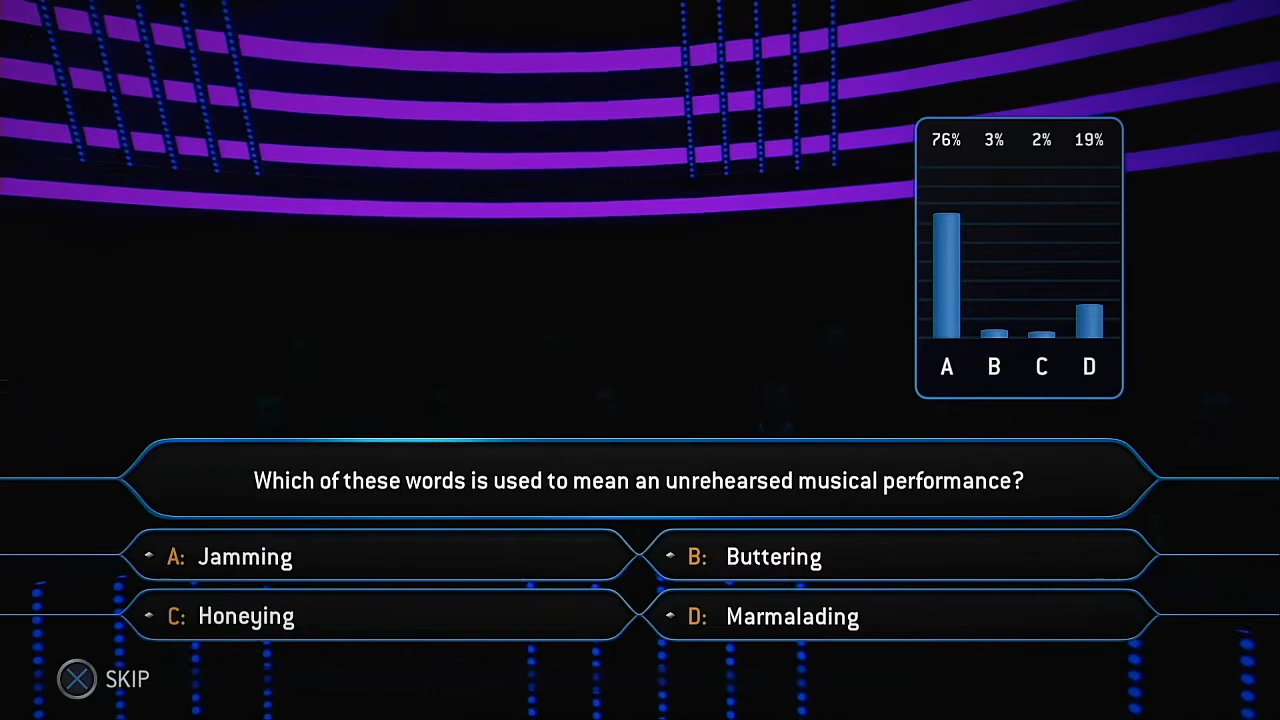 76% 3% 2% 19%
A B C D
Which of these words is used to mean an unrehearsed musical performance?
A: Jamming
B: Buttering
C: Honeying
D: Marmalading
SKIP